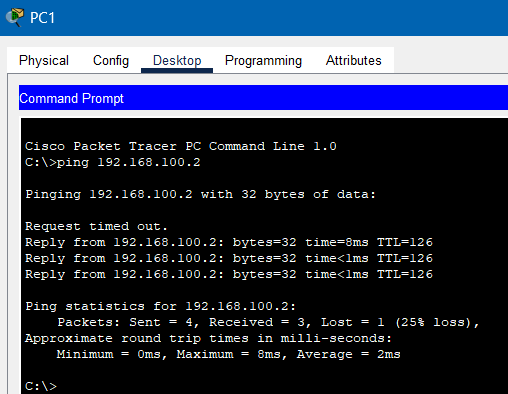 PC1
Physical Config Desktop Programming Attributes
Command Prompt
Cisco Packet Tracer PC Command Line 1.0
C:\>ping 192.168.100.2
Pinging 192.168.100.2 with 32 bytes of data:
Request timed out.
Reply from 192.168.100.2: bytes=32 time=8ms TTL=126
Reply from 192.168.100.2: bytes=32 time<1ms TTL=126
Reply from 192.168.100.2: bytes=32 time<1ms TTL=126
Ping statistics for 192.168.100.2:
Packets: Sent = 4, Received = 3, Lost = 1 (25% loss),
Approximate round trip times in milli-seconds:
Minimum = 0ms, Maximum = 8ms, Average = 2ms
C:\>